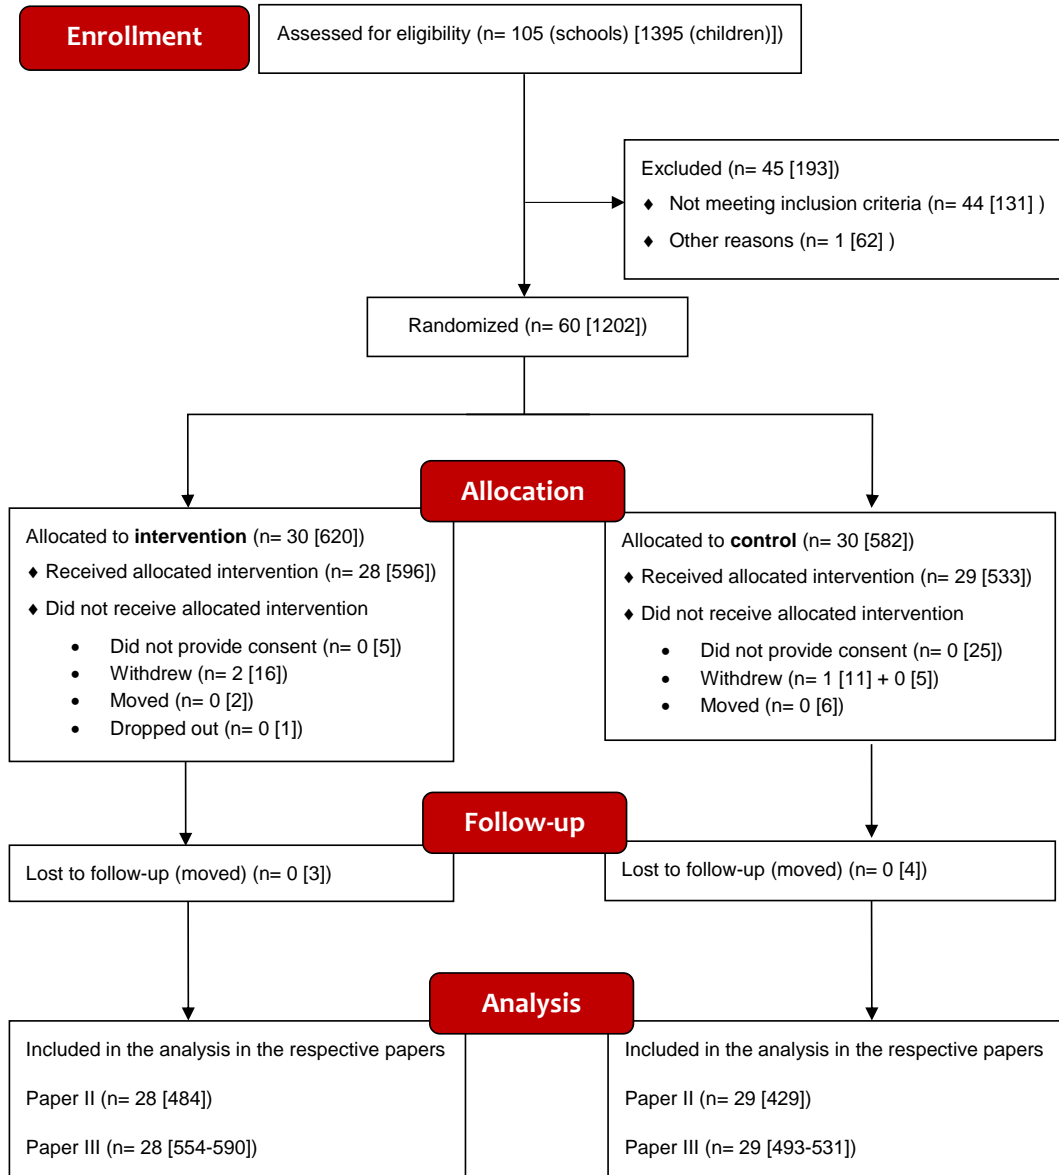 Enrollment
Assessed for eligibility (n= 105 (schools) [1395 (children)])
Excluded (n= 45 [193])
♦ Not meeting inclusion criteria (n= 44 [131] )
♦ Other reasons (n= 1 [62] )
Randomized (n= 60 [1202])
Allocation
Allocated to intervention (n= 30 [620])
♦ Received allocated intervention (n= 28 [596])
♦ Did not receive allocated intervention
• Did not provide consent (n= 0 [5])
• Withdrew (n= 2 [16])
• Moved (n= 0 [2])
• Dropped out (n= 0 [1])
Allocated to control (n= 30 [582])
♦ Received allocated intervention (n= 29 [533])
♦ Did not receive allocated intervention
• Did not provide consent (n= 0 [25])
• Withdrew (n= 1 [11] + 0 [5])
• Moved (n= 0 [6])
Follow-up
Lost to follow-up (moved) (n= 0 [3])
Lost to follow-up (moved) (n= 0 [4])
Analysis
Included in the analysis in the respective papers
Paper II (n= 28 [484])
Paper III (n= 28 [554-590])
Included in the analysis in the respective papers
Paper II (n= 29 [429])
Paper III (n= 29 [493-531])